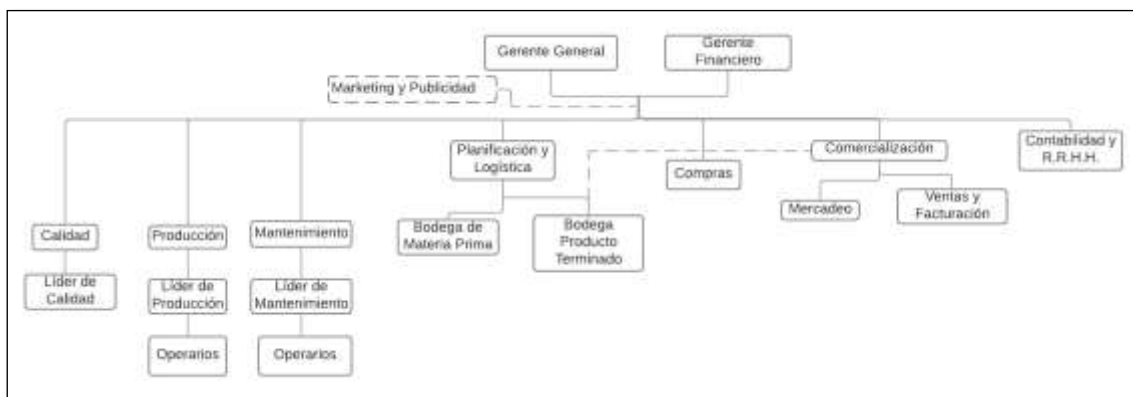 Gerente General
Gerente
Financiero
Marketing y Publicidad
Planificación y
Logística
Compras
Comercialización
Contabilidad y
R.R.H.H.
Mercadeo
Ventas y
Facturación
Calidad
Producción
Mantenimiento
Bodega de
Materia Prima
Bodega
Producto
Terminado
Líder de
Calidad
Líder de
Producción
Líder de
Mantenimiento
Operarios
Operarios